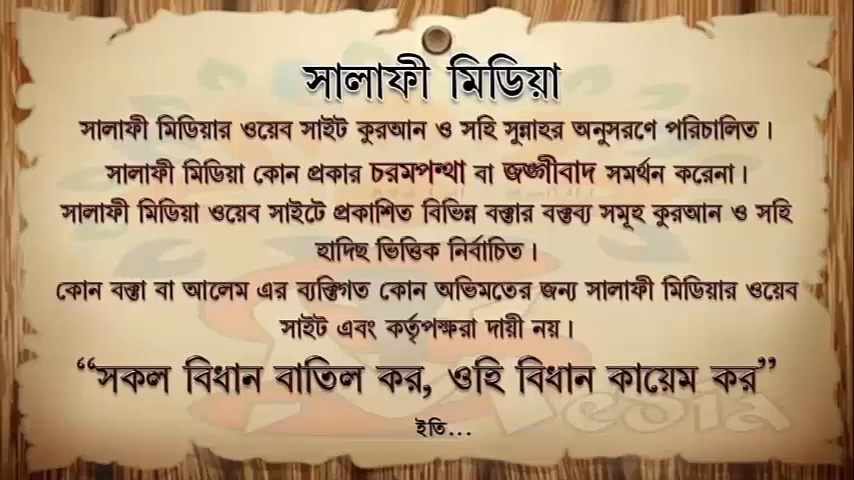 সালাফী মিডিয়া
সালাফী মিডিয়ার ওয়েব সাইট কুরআন ও সহি সুন্নাহর অনুসরণে পরিচালিত।
সালাফী মিডিয়া কোন প্রকার চরমপন্থা বা জঙ্গীবাদ সমর্থন করেনা।
সালাফী মিডিয়া ওয়েব সাইটে প্রকাশিত বিভিন্ন বক্তার বক্তব্য সমূহ কুরআন ও সহি
হাদিছ ভিত্তিক নির্বাচিত।
কোন বক্তা বা আলেম এর ব্যক্তিগত কোন অভিমতের জন্য সালাফী মিডিয়ার ওয়েব
সাইট এবং কর্তৃপক্ষরা দায়ী নয়।
“সকল বিধান বাতিল কর, ওহি বিধান কায়েম কর”
ইতি...